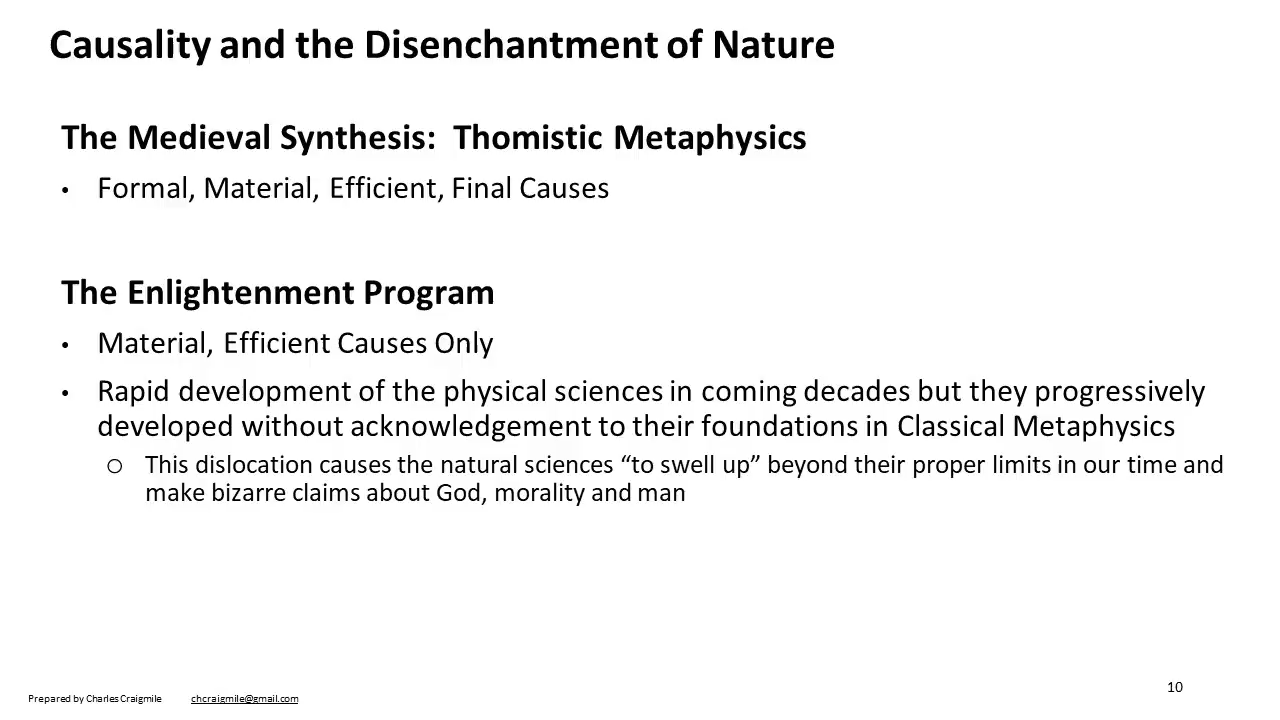 Causality and the Disenchantment of Nature
The Medieval Synthesis:  Thomistic Metaphysics
• Formal, Material, Efficient, Final Causes
The Enlightenment Program
• Material, Efficient Causes Only
• Rapid development of the physical sciences in coming decades but they progressively
developed without acknowledgement to their foundations in Classical Metaphysics
o This dislocation causes the natural sciences “to swell up” beyond their proper limits in our time and
make bizarre claims about God, morality and man
Prepared by Charles Craigmile chcraigmile@gmail.com
10